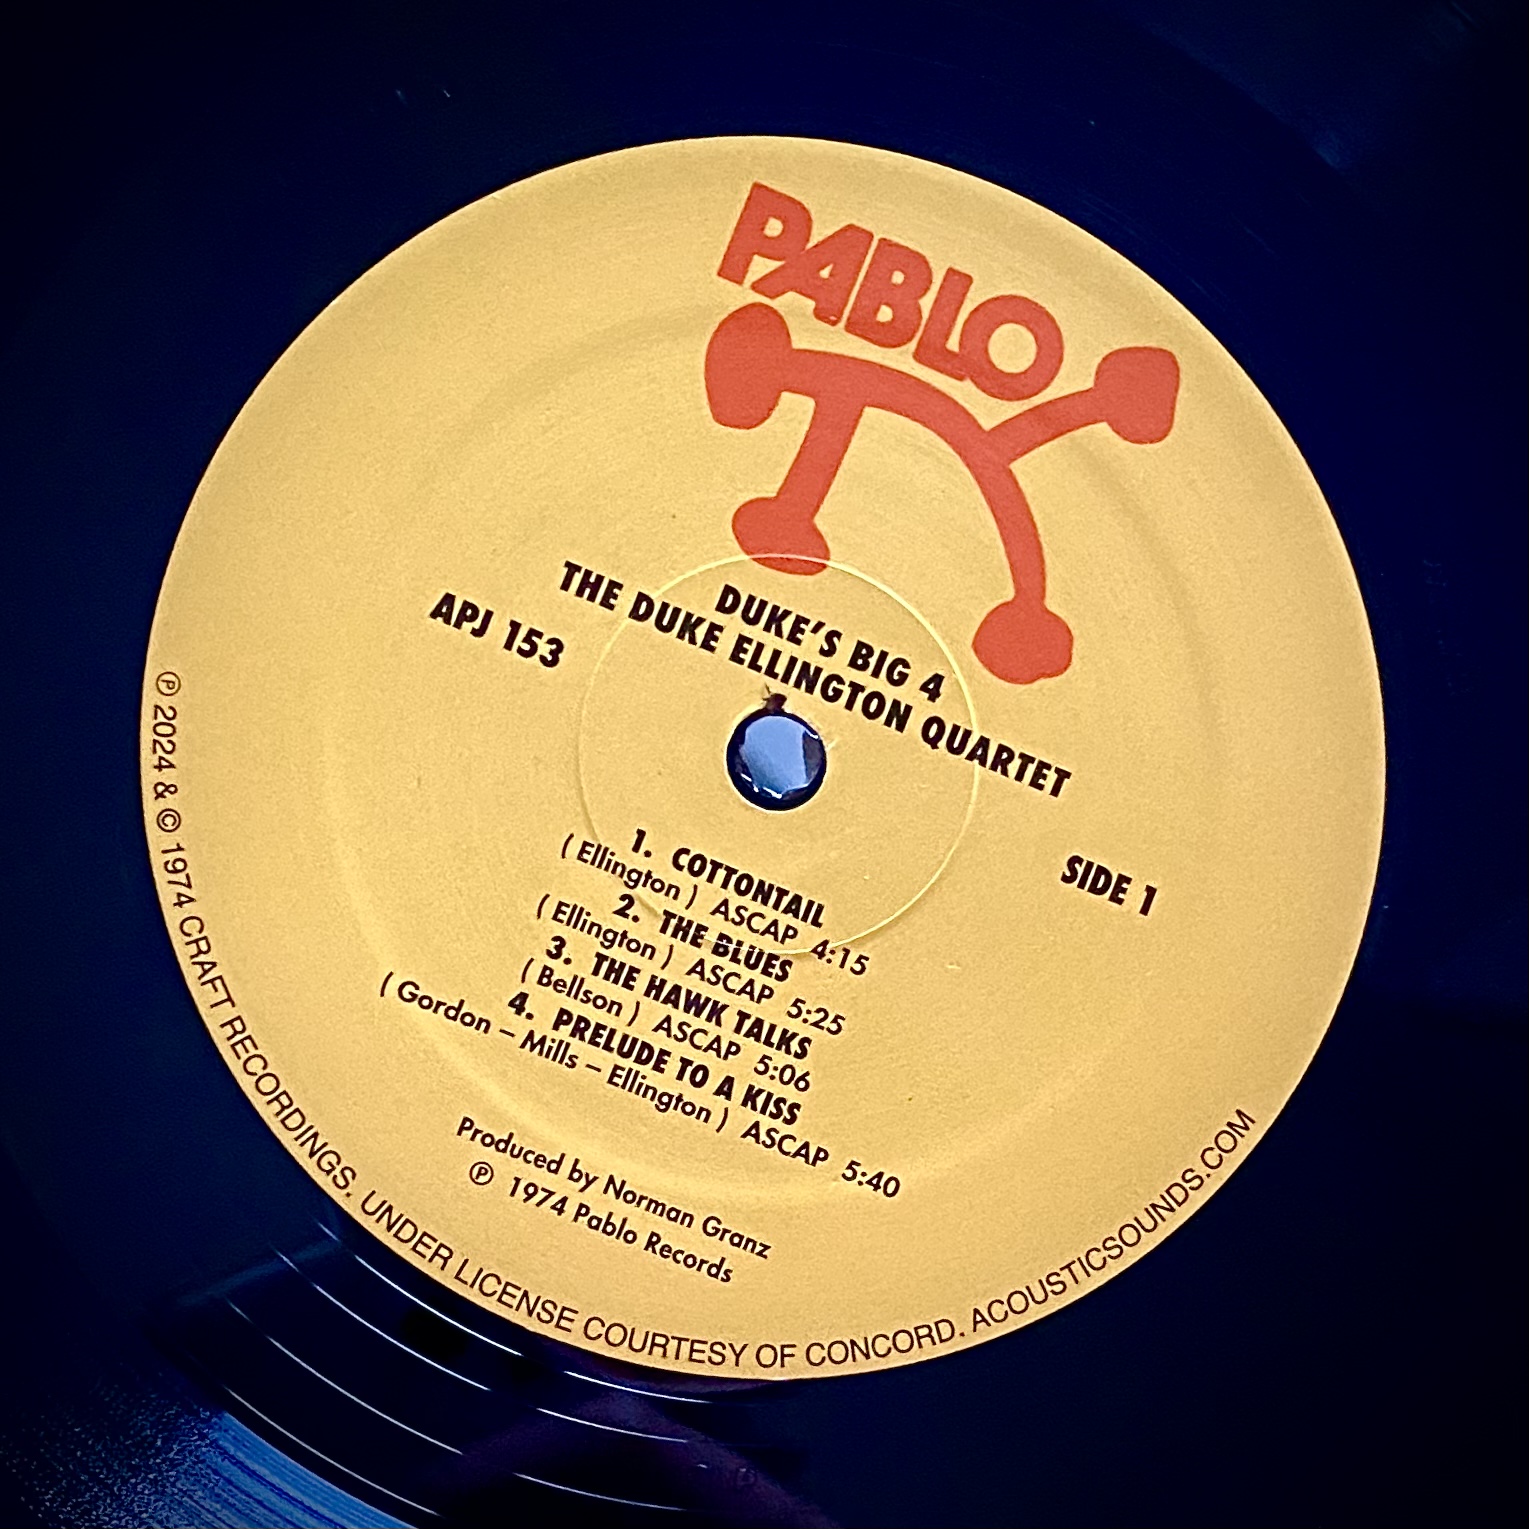 PABLO
DUKE'S BIG 4
THE DUKE ELLINGTON QUARTET
APJ 153
SIDE 1
1. COTTONTAIL
( Ellington ) ASCAP 4:15
2. THE BLUES
( Ellington ) ASCAP 5:25
3. THE HAWK TALKS
( Bellson ) ASCAP 5:06
4. PRELUDE TO A KISS
( Gordon – Mills – Ellington ) ASCAP 5:40
Produced by Norman Granz
℗ 1974 Pablo Records
℗ 2024 & © 1974 CRAFT RECORDINGS. UNDER LICENSE COURTESY OF CONCORD. ACOUSTICSOUNDS.COM